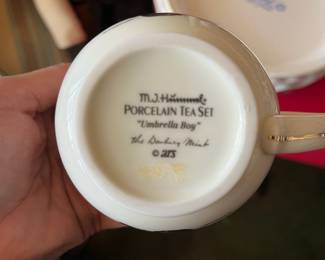 M.J. Hummel
PORCELAIN TEA SET
"Umbrella Boy"
the Danbury Mint
© ars